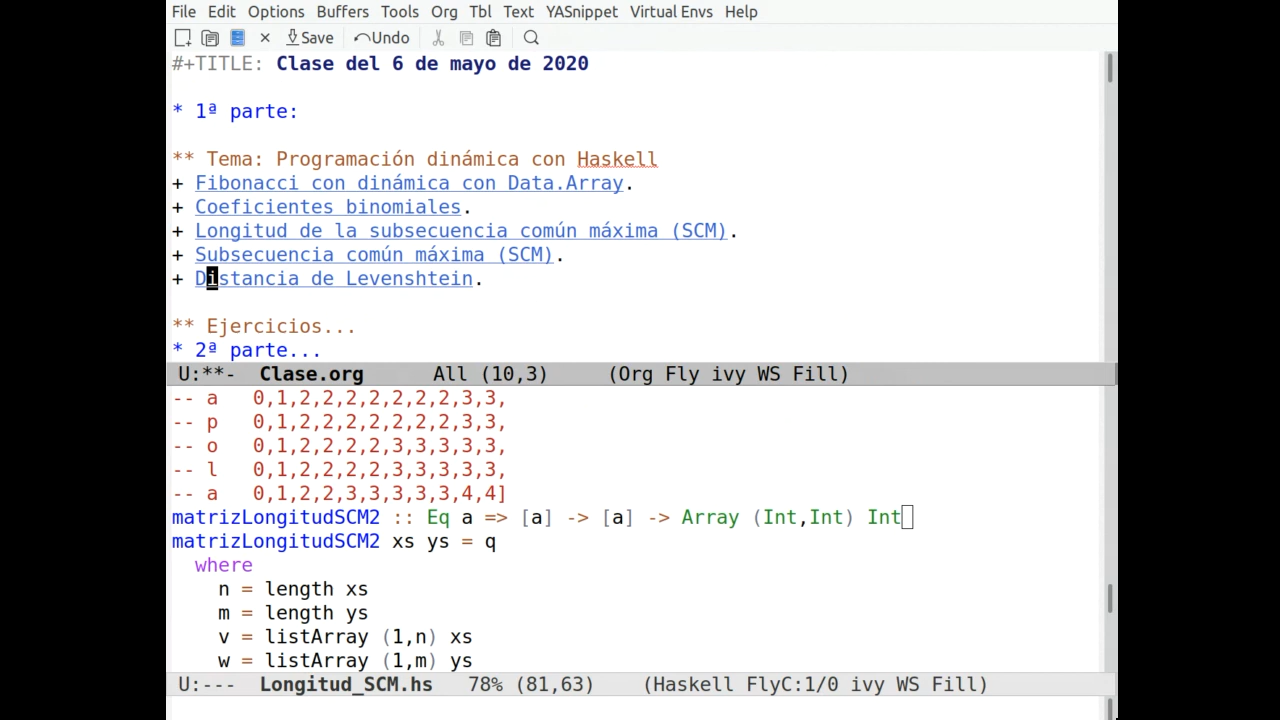 File Edit Options Buffers Tools Org Tbl Text YASnippet Virtual Envs Help
Save Undo
#+TITLE: Clase del 6 de mayo de 2020
* 1ª parte:
** Tema: Programación dinámica con Haskell
+ Fibonacci con dinámica con Data.Array.
+ Coeficientes binomiales.
+ Longitud de la subsecuencia común máxima (SCM).
+ Subsecuencia común máxima (SCM).
+ Distancia de Levenshtein.
** Ejercicios...
* 2ª parte...
U:**- Clase.org All (10,3) (Org Fly ivy WS Fill)
-- a 0,1,2,2,2,2,2,2,2,3,3,
-- p 0,1,2,2,2,2,2,2,2,3,3,
-- o 0,1,2,2,2,2,3,3,3,3,3,
-- l 0,1,2,2,2,2,3,3,3,3,3,
-- a 0,1,2,2,3,3,3,3,3,4,4]
matrizLongitudSCM2 :: Eq a => [a] -> [a] -> Array (Int,Int) Int
matrizLongitudSCM2 xs ys = q
where
n = length xs
m = length ys
v = listArray (1,n) xs
w = listArray (1,m) ys
U:--- Longitud_SCM.hs 78% (81,63) (Haskell FlyC:1/0 ivy WS Fill)